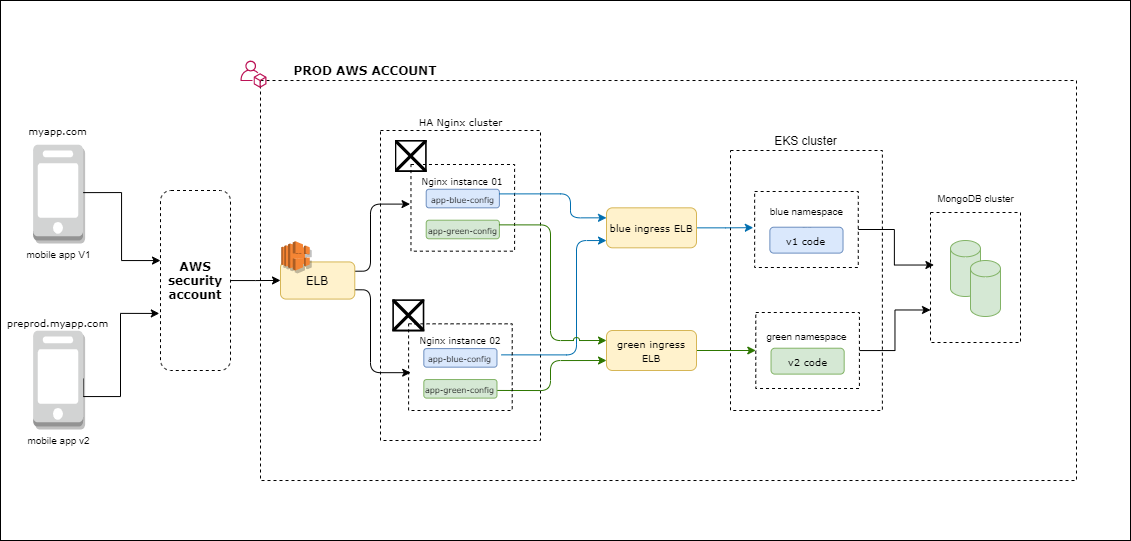 PROD AWS ACCOUNT
myapp.com
mobile app V1
preprod.myapp.com
mobile app v2
AWS
security
account
ELB
HA Nginx cluster
Nginx instance 01
app-blue-config
app-green-config
Nginx instance 02
app-blue-config
app-green-config
blue ingress ELB
green ingress
ELB
EKS cluster
blue namespace
v1 code
green namespace
v2 code
MongoDB cluster